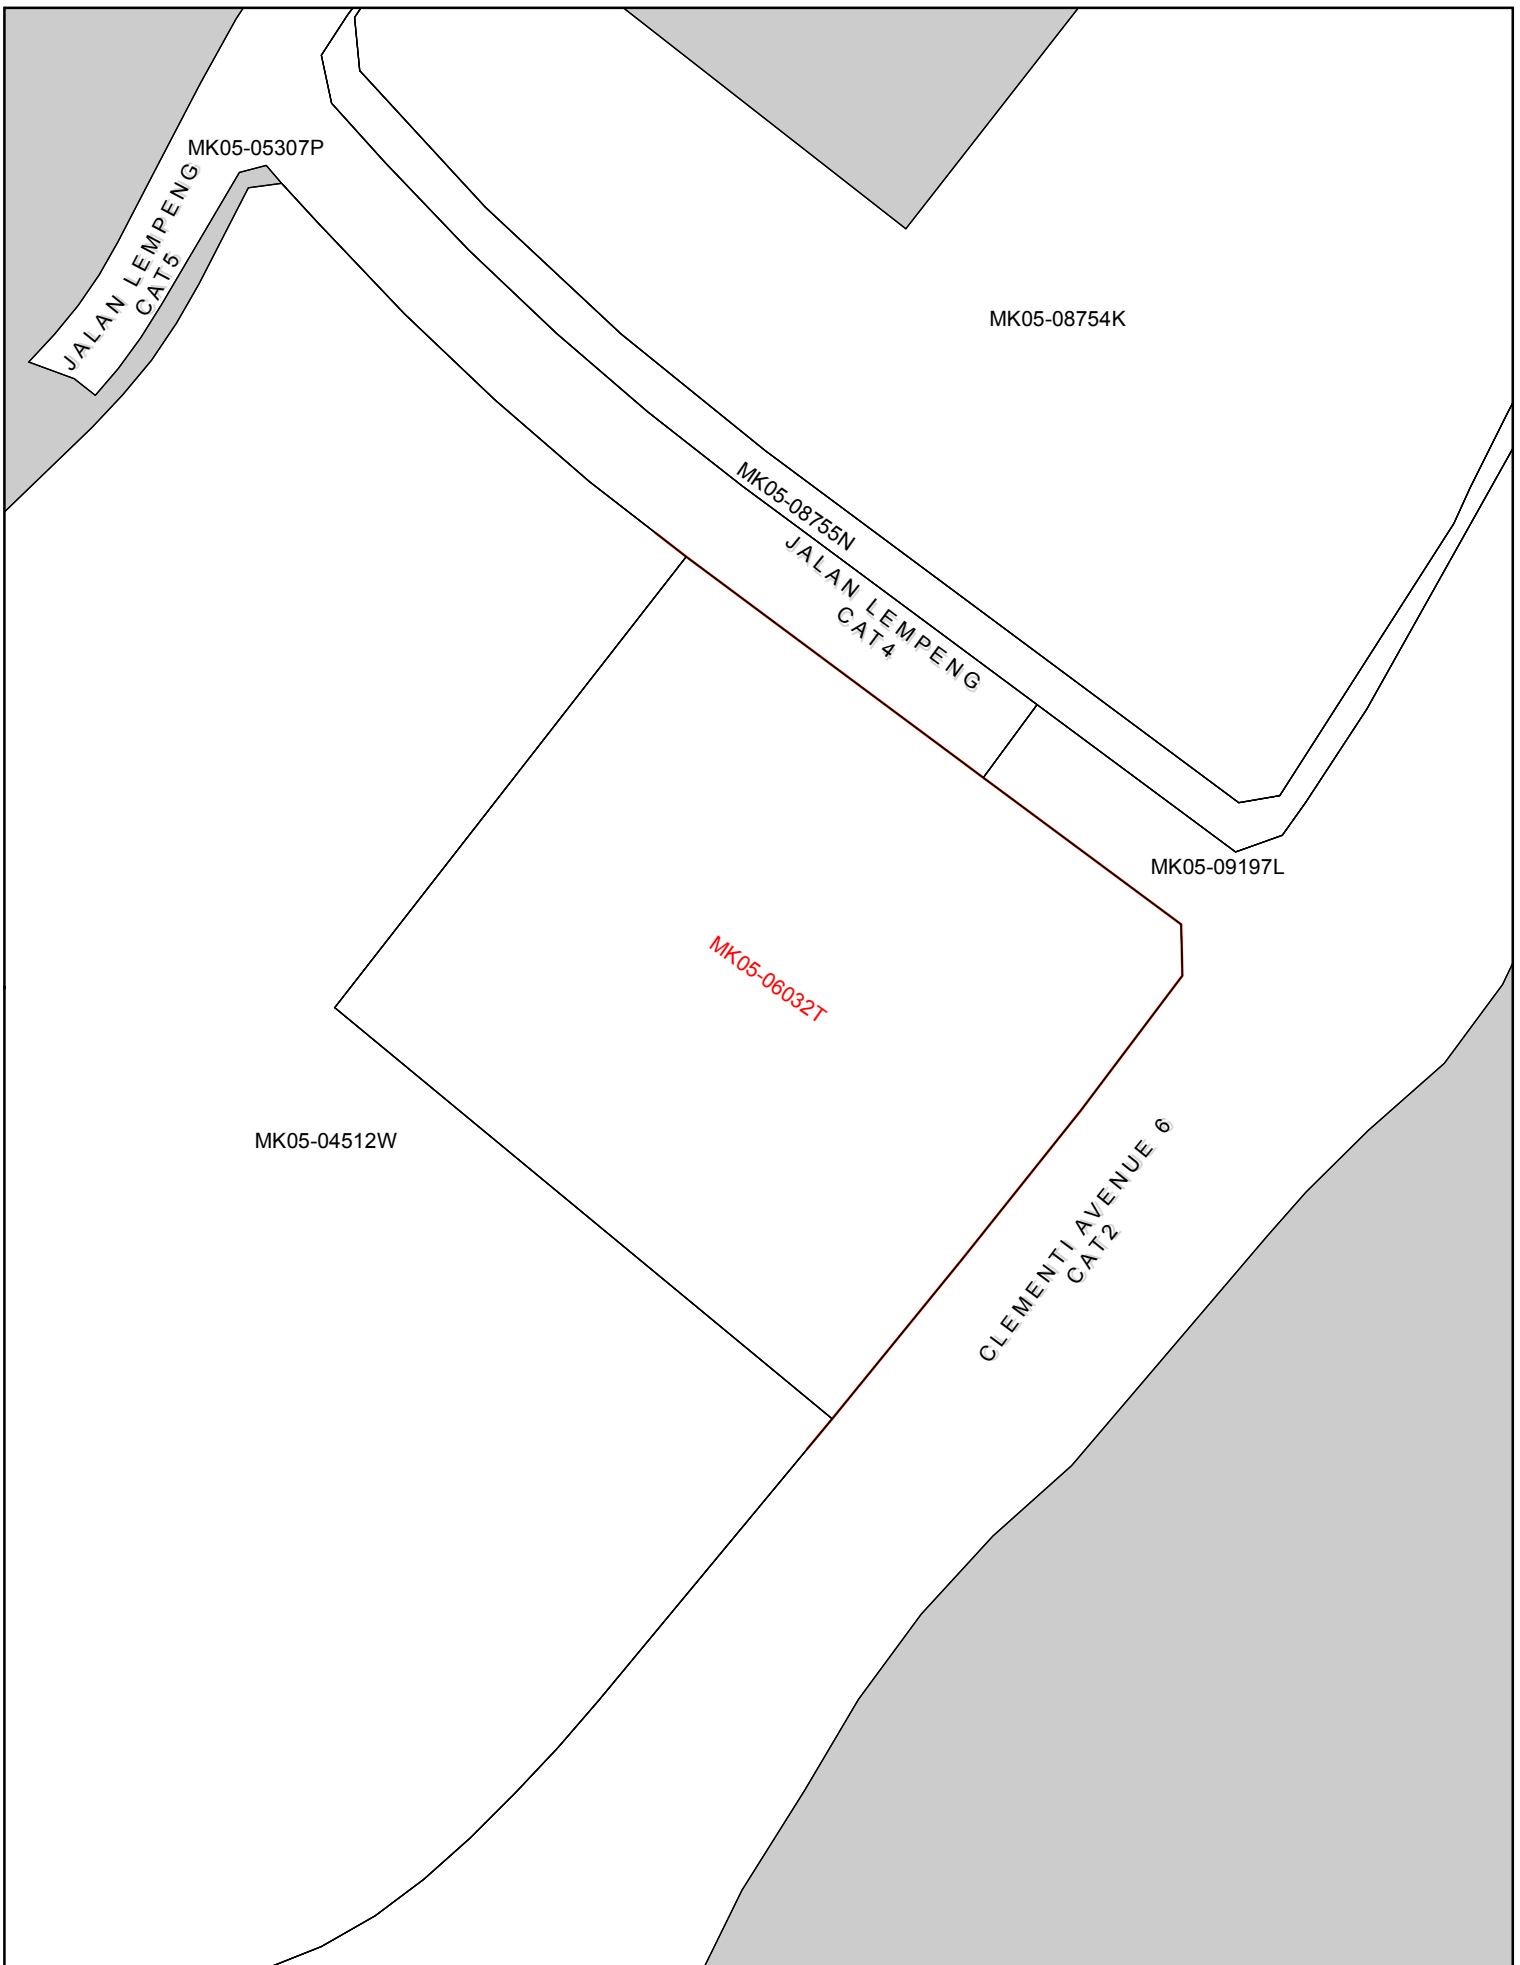 MK05-05307P
JALAN LEMPENG
CAT5
MK05-08754K
MK05-08755N
JALAN LEMPENG
CAT4
MK05-09197L
MK05-06032T
MK05-04512W
CLEMENTI AVENUE 6
CAT2